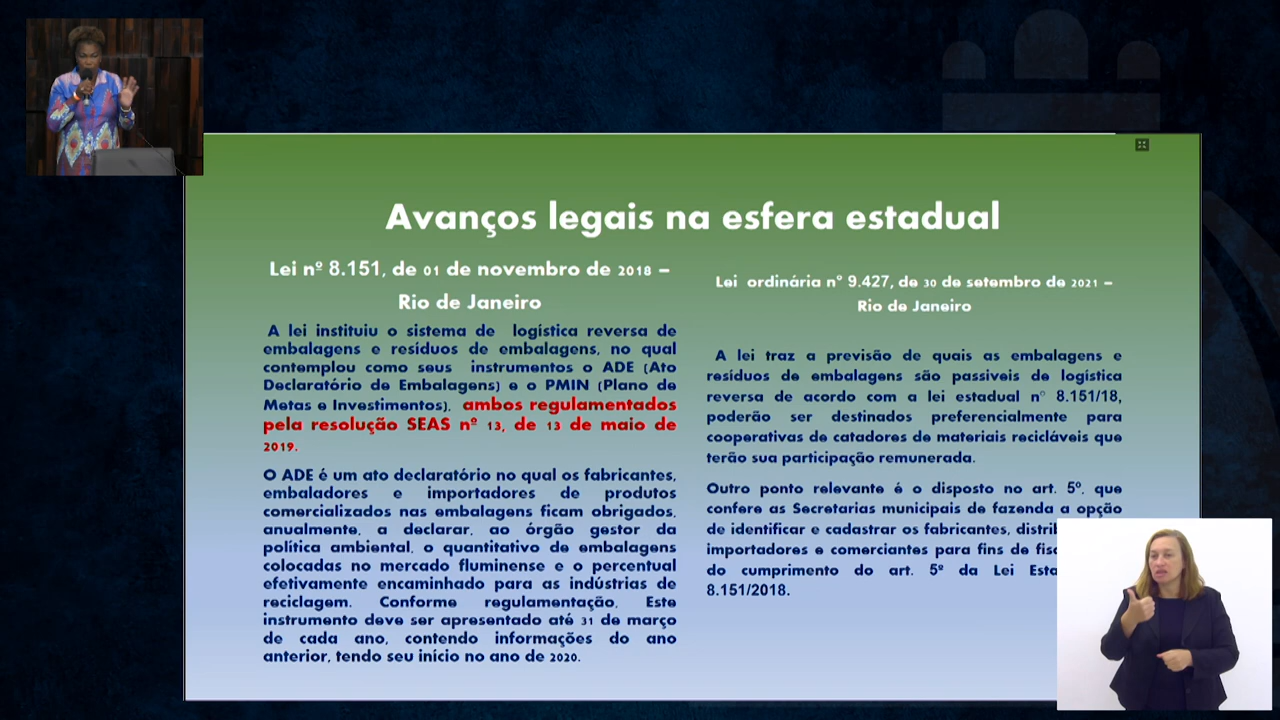 Avanços legais na esfera estadual
Lei nº 8.151, de 01 de novembro de 2018 –
Rio de Janeiro
A lei instituiu o sistema de logística reversa de
embalagens e resíduos de embalagens, no qual
contemplou como seus instrumentos o ADE (Ato
Declaratório de Embalagens) e o PMIN (Plano de
Metas e Investimentos), ambos regulamentados
pela resolução SEAS nº 13, de 13 de maio de
2019.
O ADE é um ato declaratório no qual os fabricantes,
embaladores e importadores de produtos
comercializados nas embalagens ficam obrigados,
anualmente, a declarar, ao órgão gestor da
política ambiental, o quantitativo de embalagens
colocadas no mercado fluminense e o percentual
efetivamente encaminhado para as indústrias de
reciclagem. Conforme regulamentação, Este
instrumento deve ser apresentado até 31 de março
de cada ano, contendo informações do ano
anterior, tendo seu início no ano de 2020.
Lei ordinária nº 9.427, de 30 de setembro de 2021 –
Rio de Janeiro
A lei traz a previsão de quais as embalagens e
resíduos de embalagens são passíveis de logística
reversa de acordo com a lei estadual nº 8.151/18,
poderão ser destinados preferencialmente para
cooperativas de catadores de materiais recicláveis que
terão sua participação remunerada.
Outro ponto relevante é o disposto no art. 5º, que
confere as Secretarias municipais de fazenda a opção
de identificar e cadastrar os fabricantes,
importadores e comerciantes para fins de
do cumprimento do art. 5º da Lei
8.151/2018.